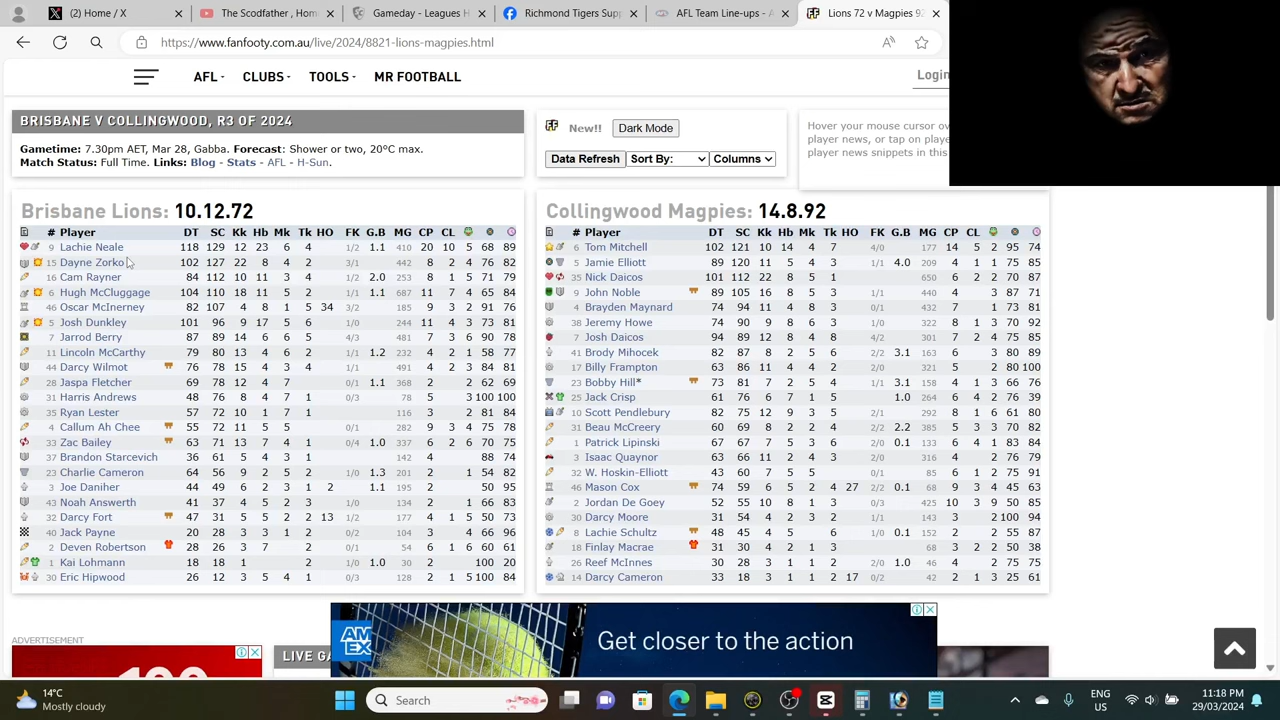 (2) Home / X
The Scodfather , Hom
Gameday - Leagues H
Richmond Tigers Sup
AFL Team Line-ups - A
Lions 72 v Magpies 92
https://www.fanfooty.com.au/live/2024/8821-lions-magpies.html
AFL CLUBS TOOLS MR FOOTBALL Login
BRISBANE V COLLINGWOOD, R3 OF 2024
Gametime: 7.30pm AET, Mar 28, Gabba. Forecast: Shower or two, 20°C max.
Match Status: Full Time. Links: Blog - Stats - AFL - H-Sun.
New!! Dark Mode
Data Refresh Sort By: Columns
Hover your mouse cursor ov
player news, or tap on playe
player news snippets in this
Brisbane Lions: 10.12.72
# Player DT SC Kk Hb Mk Tk HO FK G.B MG CP CL
9 Lachie Neale 118 129 12 23 6 4 1/2 1.1 410 20 10 5 68 89
15 Dayne Zorko 102 127 22 8 4 2 3/1 442 8 2 4 76 82
16 Cam Rayner 84 112 10 11 3 4 1/2 2.0 253 8 1 5 71 79
6 Hugh McCluggage 104 110 18 11 5 2 1/1 1.1 687 11 7 4 65 84
46 Oscar McInerney 82 107 4 8 1 5 34 3/2 185 9 3 2 91 76
5 Josh Dunkley 101 96 9 17 5 6 1/0 244 11 4 3 73 81
7 Jarrod Berry 87 89 14 6 6 4 4/3 481 7 3 6 90 78
11 Lincoln McCarthy 79 80 13 4 6 2 1/1 1.2 232 4 2 1 58 77
44 Darcy Wilmot 76 78 15 4 3 4 1/1 491 4 2 3 84 81
28 Jaspa Fletcher 69 78 12 4 7 0/1 1.1 368 2 2 62 69
31 Harris Andrews 48 76 8 4 7 1 0/3 78 5 3 100 100
35 Ryan Lester 57 72 10 1 7 1 116 3 2 81 84
4 Callum Ah Chee 55 72 11 5 5 0/1 282 9 3 4 75 78
33 Zac Bailey 63 71 13 7 4 1 0/4 1.0 337 6 2 6 70 75
37 Brandon Starcevich 36 61 5 4 3 1 142 4 88 74
23 Charlie Cameron 64 56 9 2 5 2 1/0 1.3 201 2 1 54 82
3 Joe Daniher 44 49 6 2 3 1 2 1.1 195 2 50 95
43 Noah Answerth 41 37 4 5 2 3 1/0 134 2 1 66 83
32 Darcy Fort 47 31 5 5 2 2 13 1/2 177 4 1 5 50 73
40 Jack Payne 20 28 3 3 1 2 0/2 104 3 4 66 96
2 Deven Robertson 28 26 3 7 2 0/1 54 6 1 6 60 61
1 Kai Lohmann 18 18 1 2 1/0 1.0 30 2 100 20
30 Eric Hipwood 26 12 3 5 4 1 0/3 128 2 1 5 100 84
Collingwood Magpies: 14.8.92
# Player DT SC Kk Hb Mk Tk HO FK G.B MG CP CL
6 Tom Mitchell 102 121 10 14 4 7 4/0 177 14 5 2 95 74
5 Jamie Elliott 89 120 11 5 4 3 1/1 4.0 209 4 1 1 75 85
35 Nick Daicos 101 112 22 8 5 1 650 6 2 2 70 87
9 John Noble 89 105 16 8 5 3 1/1 440 4 3 87 71
4 Brayden Maynard 74 94 11 4 8 3 432 7 1 73 81
38 Jeremy Howe 74 90 9 8 6 3 1/0 322 8 1 3 70 92
7 Josh Daicos 94 89 12 8 4 8 4/2 301 7 2 4 75 85
41 Brody Mihocek 82 87 8 2 5 6 2/2 3.1 163 6 3 80 89
17 Billy Frampton 63 86 11 4 4 2 2/0 321 5 2 80 100
23 Bobby Hill* 73 81 7 2 5 4 1/1 3.1 158 4 1 3 66 76
25 Jack Crisp 61 76 6 7 1 5 1.0 264 6 4 2 76 39
10 Scott Pendlebury 82 75 12 9 3 5 2/1 292 8 1 6 61 80
31 Beau McCreery 60 69 8 2 2 4 2/2 2.2 385 5 3 3 70 82
1 Patrick Lipinski 67 67 7 5 3 6 2/0 0.1 133 6 4 1 83 84
3 Isaac Quaynor 63 66 11 2 4 3 2/0 316 4 2 76 79
32 W. Hoskin-Elliott 43 60 7 5 5 0/1 85 6 1 2 75 91
46 Mason Cox 74 59 6 5 2 4 27 2/2 0.1 68 9 3 4 45 63
2 Jordan De Goey 52 55 10 8 1 3 0/3 425 10 3 9 50 85
30 Darcy Moore 31 54 4 2 3 2 1/1 143 3 2 100 94
8 Lachie Schultz 48 45 4 5 6 1/0 0.1 152 2 2 55 87
18 Finlay Macrae 31 30 4 2 1 3 68 3 2 2 50 38
26 Reef McInnes 30 28 3 1 1 2 1/0 2.0 46 4 2 75 75
14 Darcy Cameron 33 18 3 1 1 2 17 0/2 42 2 1 3 25 61
ADVERTISEMENT
AM
EX
Get closer to the action
LIVE GA
14°C
Mostly cloudy
Search
ENG
US
11:18 PM
29/03/2024